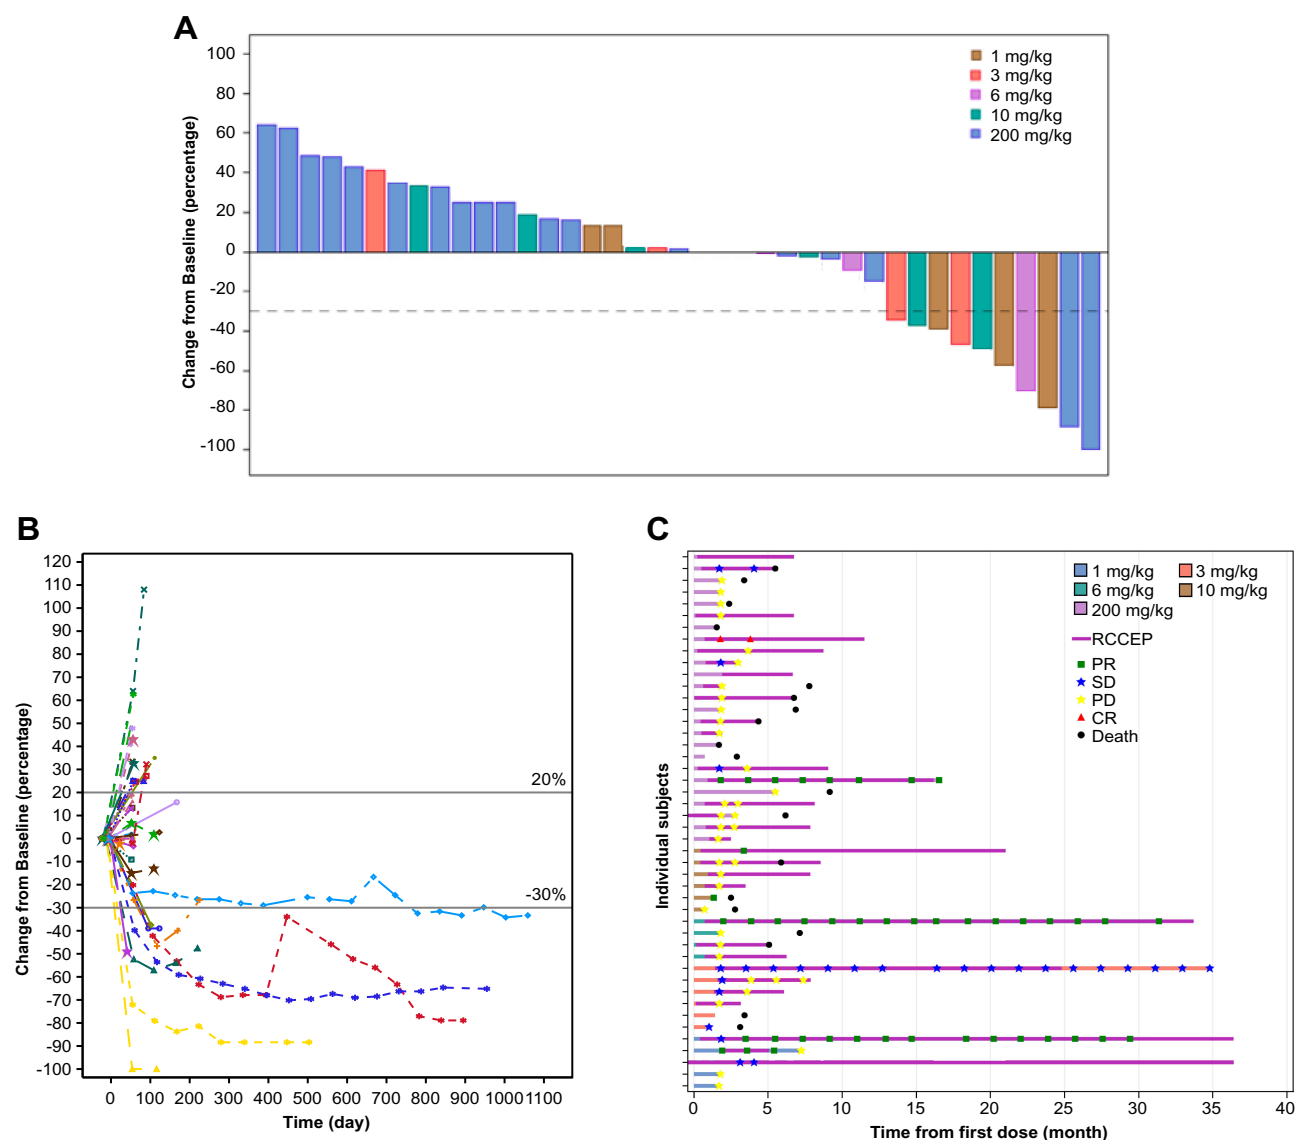 A
Change from Baseline (percentage)
100
80
60
40
20
0
-20
-40
-60
-80
-100
1 mg/kg
3 mg/kg
6 mg/kg
10 mg/kg
200 mg/kg
B
Change from Baseline (percentage)
120
110
100
90
80
70
60
50
40
30
20
10
0
-10
-20
-30
-40
-50
-60
-70
-80
-90
-100
20%
-30%
0 100 200 300 400 500 600 700 800 900 1000 1100
Time (day)
C
Individual subjects
1 mg/kg 3 mg/kg
6 mg/kg 10 mg/kg
200 mg/kg
RCCEP
PR
SD
PD
CR
Death
0 5 10 15 20 25 30 35 40
Time from first dose (month)